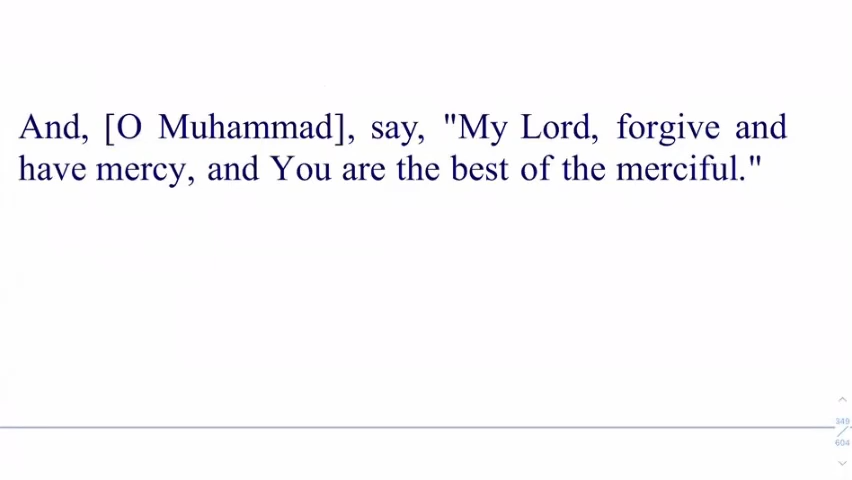 And, [O Muhammad], say, "My Lord, forgive and
have mercy, and You are the best of the merciful."
349
604